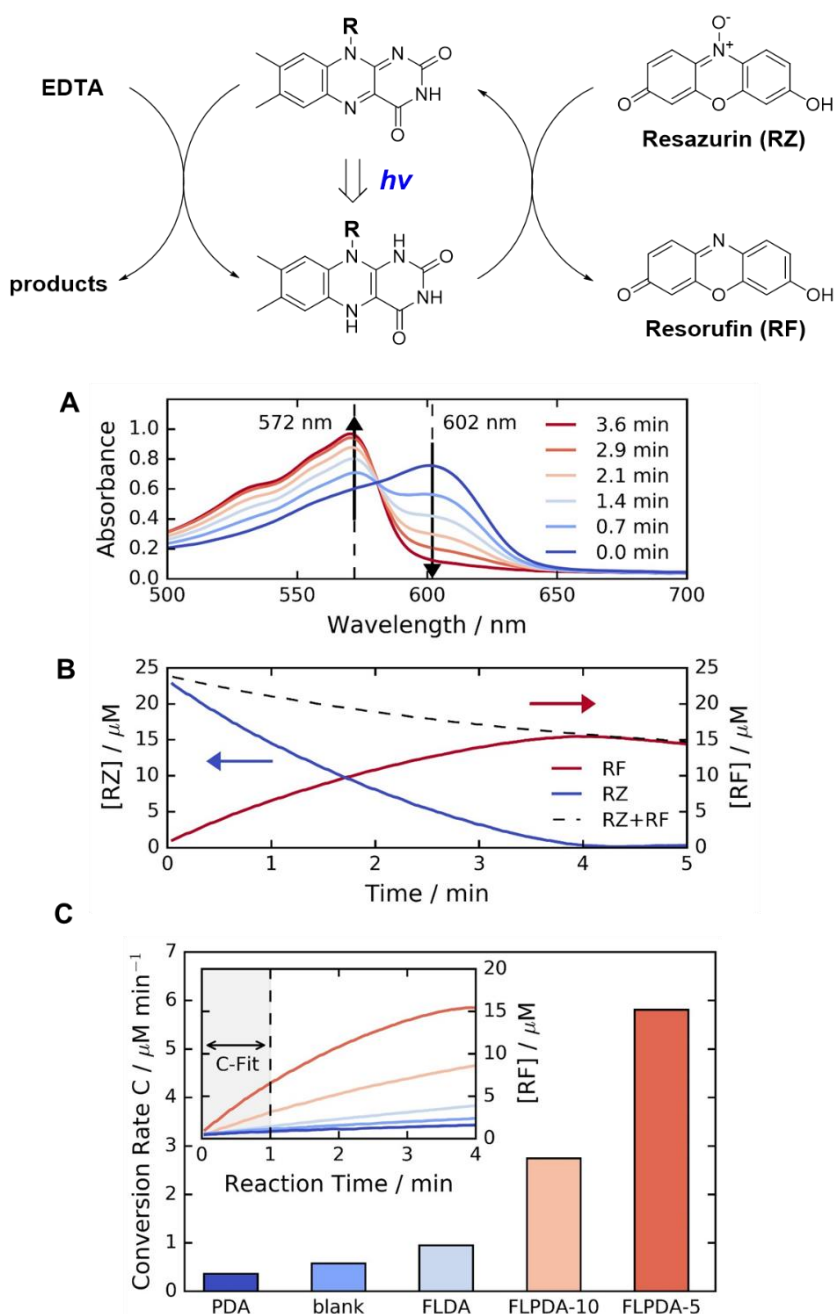 R
O⁻
N⁺
EDTA
N
N
O
N
NH
O
O
O
OH
Resazurin (RZ)
hν
R
H
N
N
O
products
N
H
NH
O
N
O
O
OH
Resorufin (RF)
A
572 nm
602 nm
3.6 min
2.9 min
2.1 min
1.4 min
0.7 min
0.0 min
1.0
0.8
0.6
0.4
0.2
0.0
Absorbance
500
550
600
650
700
Wavelength / nm
B
25
20
15
10
5
0
[RZ] / μM
RF
RZ
RZ+RF
25
20
15
10
5
0
[RF] / μM
0
1
2
3
4
5
Time / min
C
7
6
5
4
3
2
1
0
Conversion Rate C / μM min⁻¹
C-Fit
20
15
10
5
0
[RF] / μM
0
1
2
3
4
Reaction Time / min
PDA
blank
FLDA
FLPDA-10
FLPDA-5